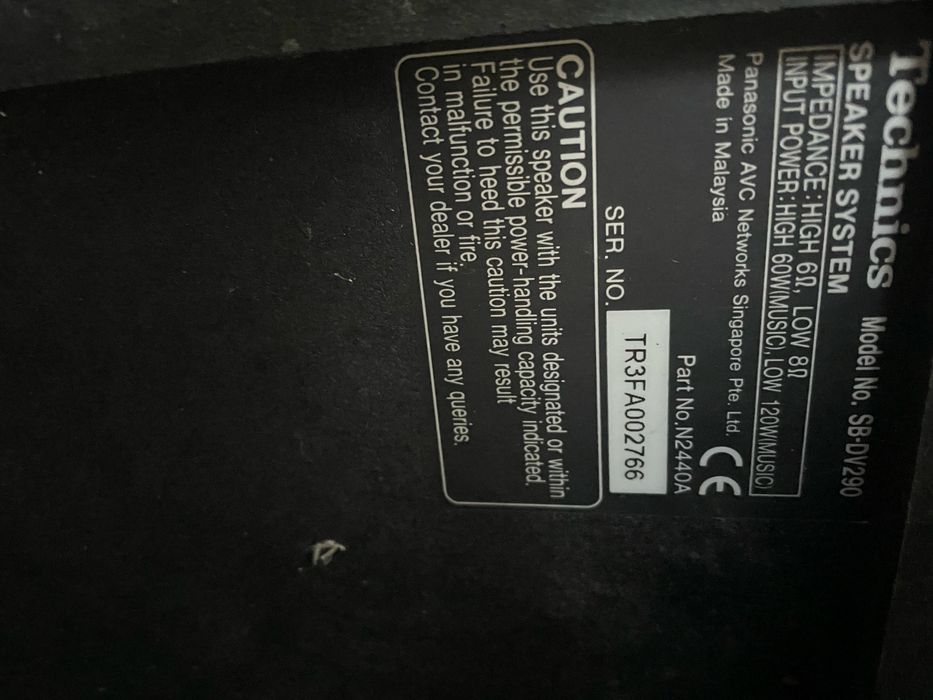 Technics
SPEAKER SYSTEM Model No. SB-DV290
IMPEDANCE:HIGH 6Ω, LOW 8Ω
INPUT POWER:HIGH 60W(MUSIC), LOW 120W(MUSIC)
Panasonic AVC Networks Singapore Pte. Ltd.
Made in Malaysia
CE
Part No.N2440A
SER. NO. TR3FA002766
CAUTION
Use this speaker with the units designated or within
the permissible power-handling capacity indicated.
Failure to heed this caution may result
in malfunction or fire.
Contact your dealer if you have any queries.